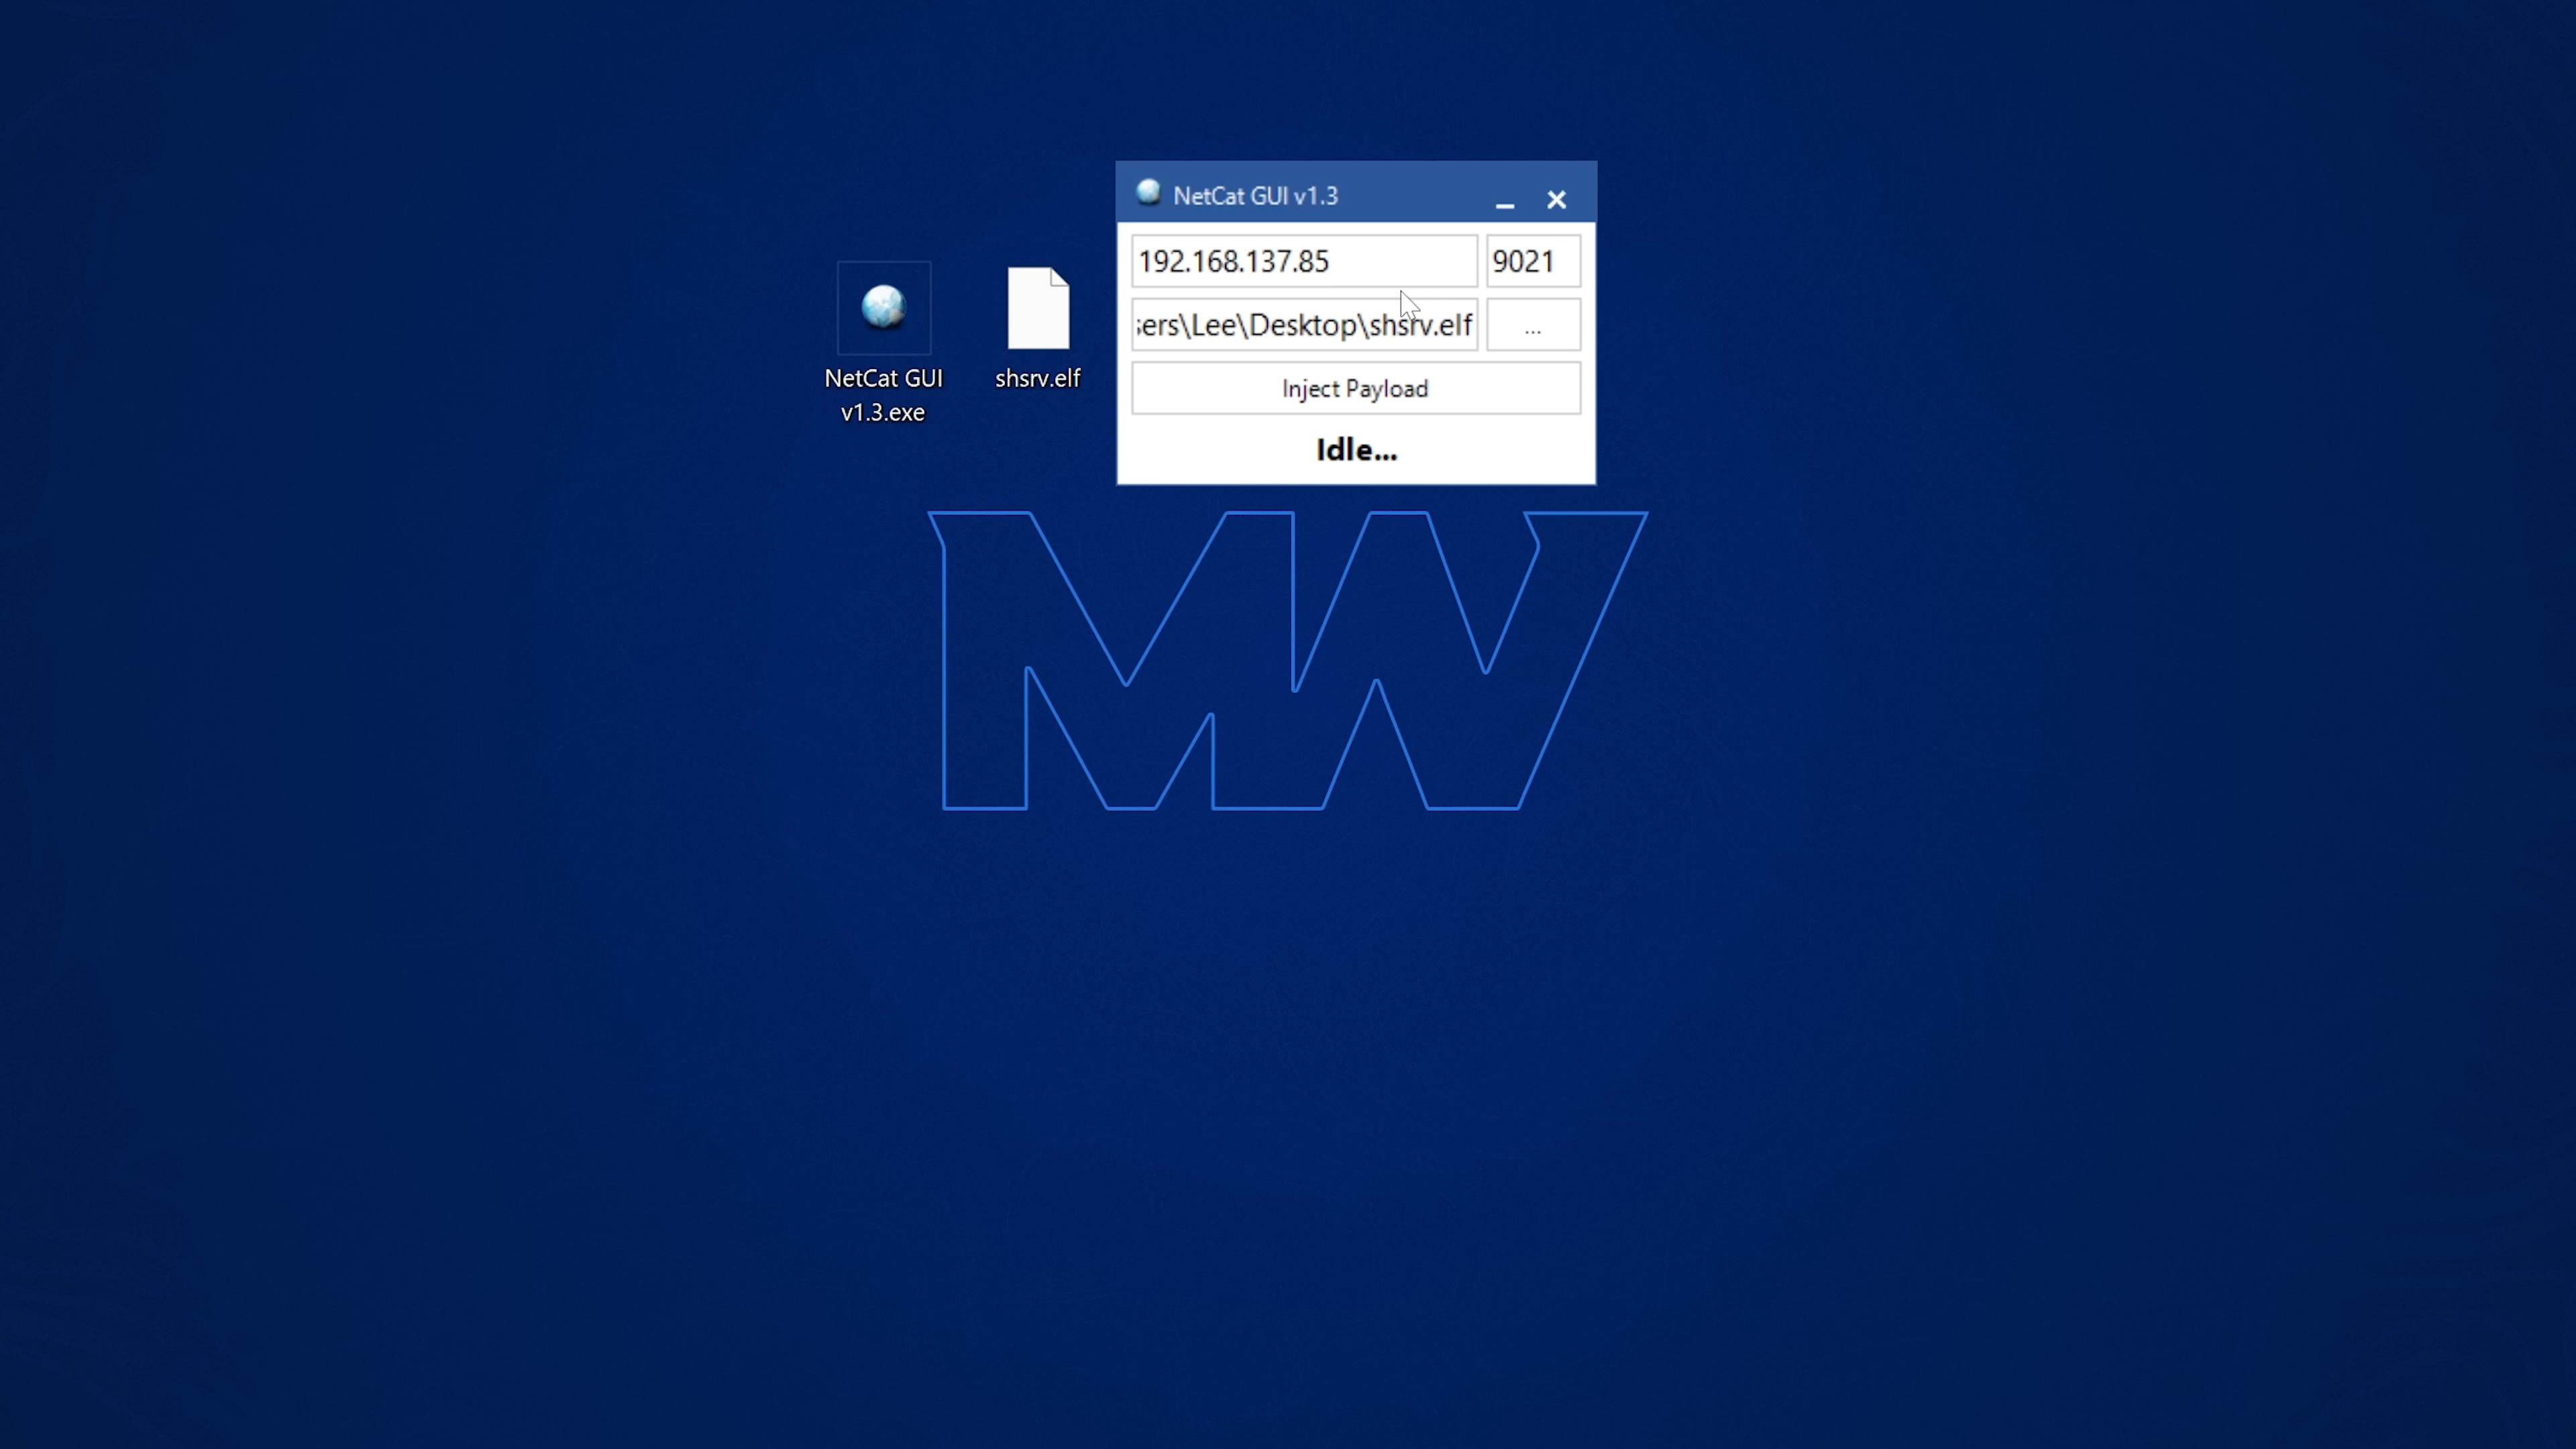 NetCat GUI v1.3
192.168.137.85
9021
sers\Lee\Desktop\shsrv.elf
...
Inject Payload
Idle...
NetCat GUI
v1.3.exe
shsrv.elf
MW